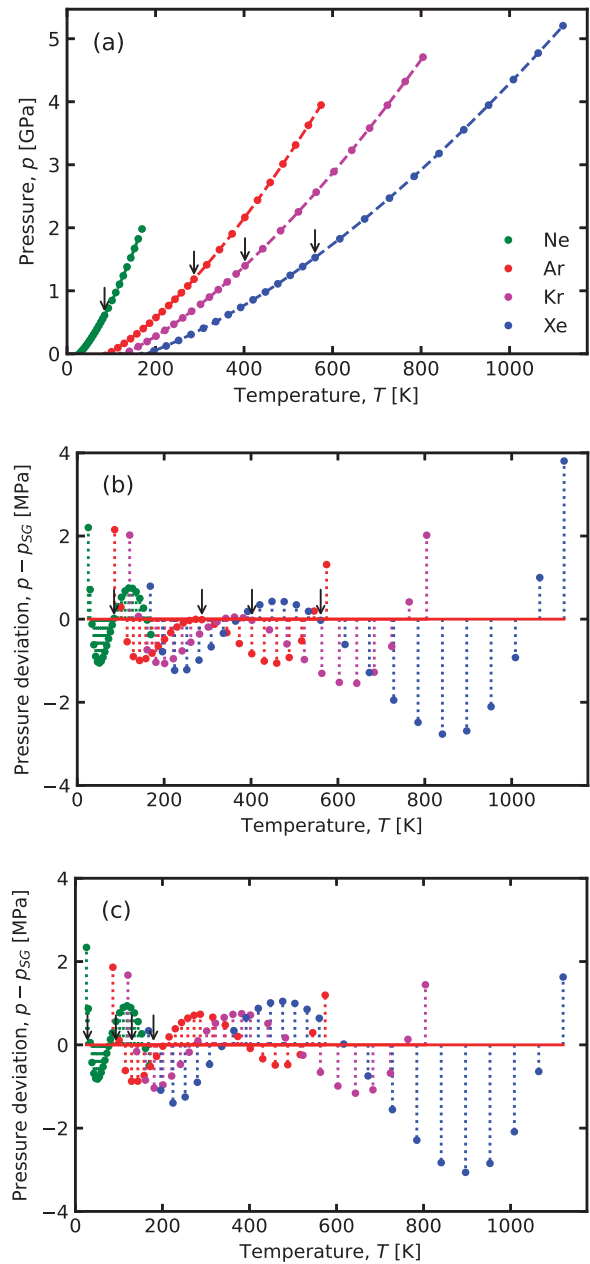 (a)
5
4
3
2
1
0
Pressure, p [GPa]
Ne
Ar
Kr
Xe
0 200 400 600 800 1000
Temperature, T [K]
(b)
4
2
0
−2
−4
Pressure deviation, p − pSG [MPa]
0 200 400 600 800 1000
Temperature, T [K]
(c)
4
2
0
−2
−4
Pressure deviation, p − pSG [MPa]
0 200 400 600 800 1000
Temperature, T [K]